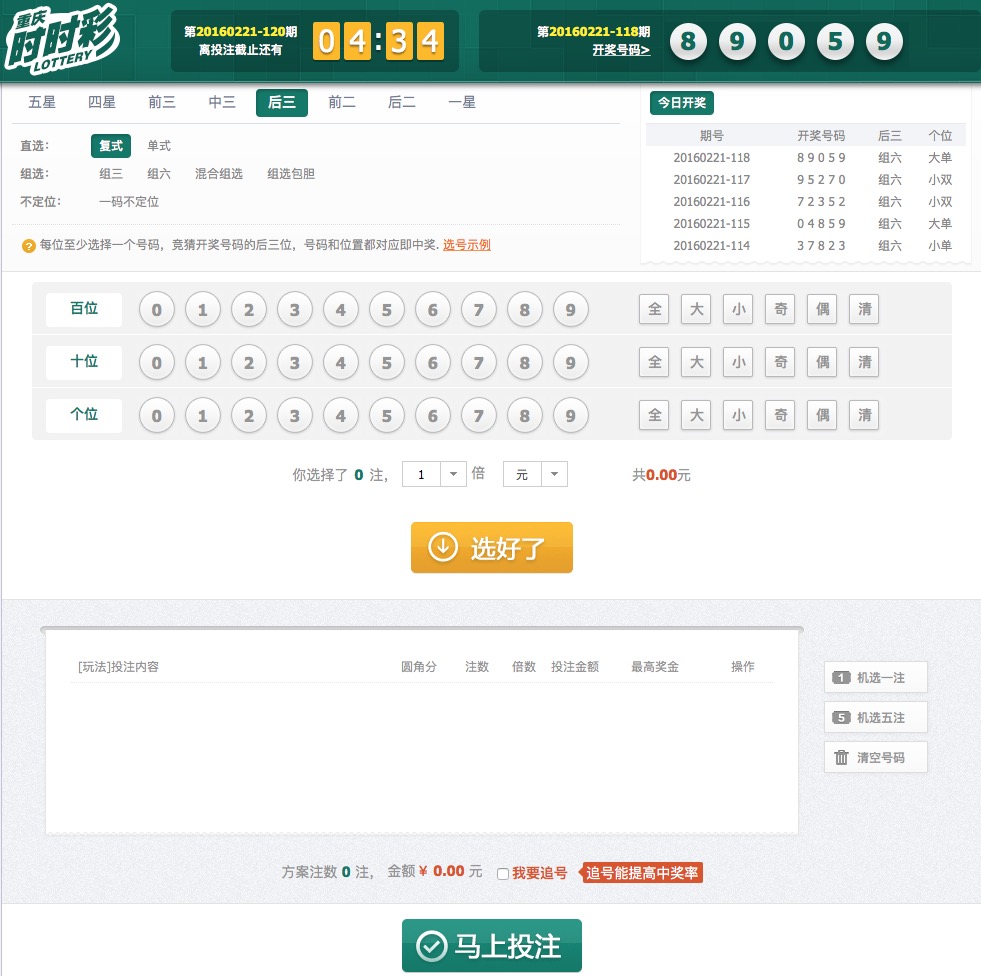 重庆
时时彩
LOTTERY
第20160221-120期
离投注截止还有
04:34
第20160221-118期
开奖号码>
8 9 0 5 9
五星 四星 前三 中三 后三 前二 后二 一星
直选: 复式 单式
组选: 组三 组六 混合组选 组选包胆
不定位: 一码不定位
? 每位至少选择一个号码，竞猜开奖号码的后三位，号码和位置都对应即中奖. 选号示例
今日开奖
期号 开奖号码 后三 个位
20160221-118 8 9 0 5 9 组六 大单
20160221-117 9 5 2 7 0 组六 小双
20160221-116 7 2 3 5 2 组六 小双
20160221-115 0 4 8 5 9 组六 大单
20160221-114 3 7 8 2 3 组六 小单
百位 0 1 2 3 4 5 6 7 8 9 全 大 小 奇 偶 清
十位 0 1 2 3 4 5 6 7 8 9 全 大 小 奇 偶 清
个位 0 1 2 3 4 5 6 7 8 9 全 大 小 奇 偶 清
你选择了 0 注, 1 倍 元 共0.00元
选好了
[玩法]投注内容 圆角分 注数 倍数 投注金额 最高奖金 操作
1 机选一注
5 机选五注
清空号码
方案注数 0 注, 金额 ¥ 0.00 元 我要追号 追号能提高中奖率
马上投注